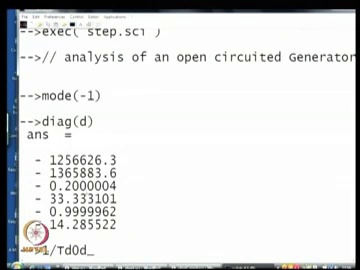 File Edit Preferences Control Editor Applications ?
-->exec( step.sci )
-->// analysis of an open circuited Generator
-->mode(-1)
-->diag(d)
ans =
- 1256626.3
- 1365883.6
- 0.2000004
- 33.333101
- 0.9999962
- 14.285522
-->1/Td0d_